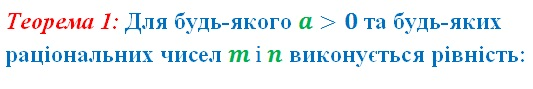 Теорема 1: Для будь-якого a > 0 та будь-яких
раціональних чисел m і n виконується рівність: